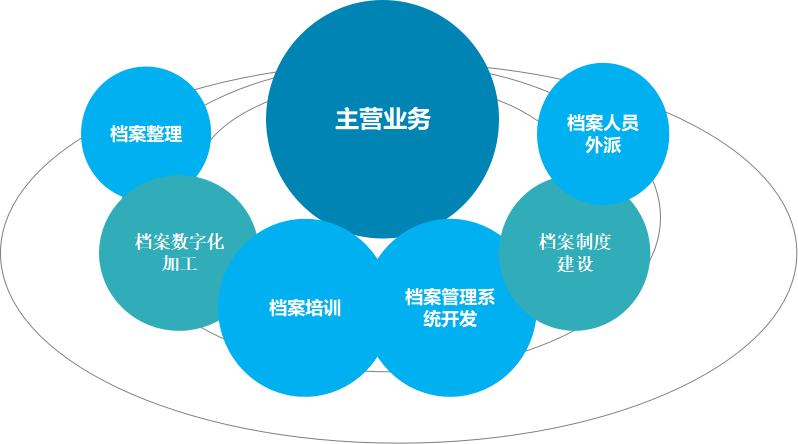 主营业务
档案整理
档案人员
外派
档案数字化
加工
档案制度
建设
档案培训
档案管理系
统开发